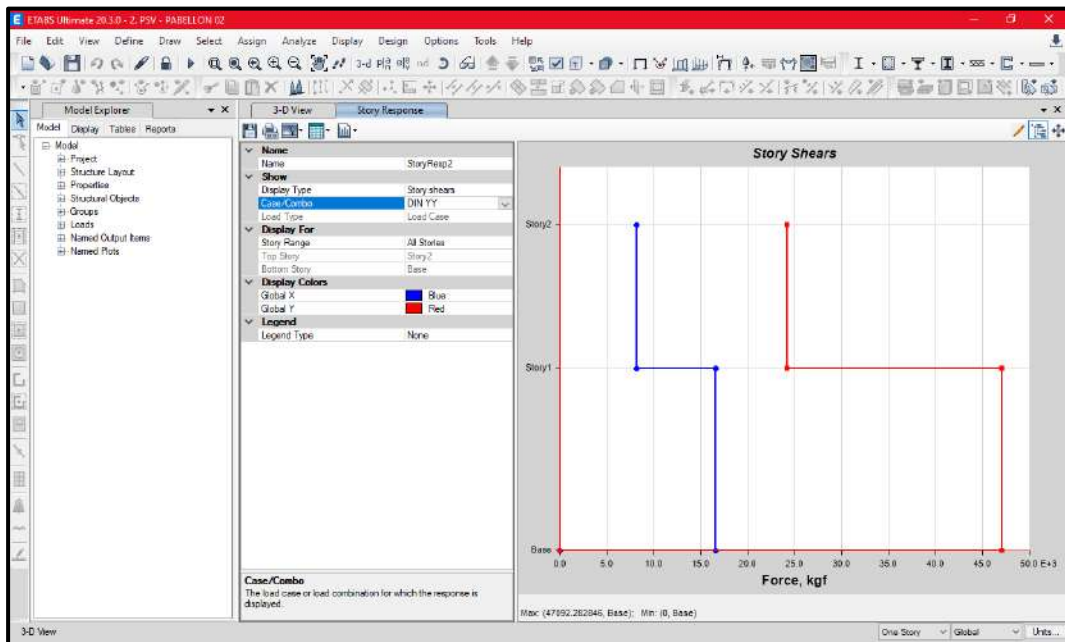 ETABS Ultimate 20.3.0 - 2. PSV - PABELLON 02
File Edit View Define Draw Select Assign Analyze Display Design Options Tools Help
3-d
nd
Model Explorer
Model Display Tables Reports
Model
Project
Structure Layout
Properties
Structural Objects
Groups
Loads
Named Output Items
Named Plots
3-D View Story Response
Name
Name StoryResp2
Show
Display Type Story shears
Case/Combo DIN YY
Load Type Load Case
Display For
Story Range All Stories
Top Story Story2
Bottom Story Base
Display Colors
Global X Blue
Global Y Red
Legend
Legend Type None
Case/Combo
The load case or load combination for which the response is
displayed.
Story Shears
Story2
Story1
Base
0.0 5.0 10.0 15.0 20.0 25.0 30.0 35.0 40.0 45.0 50.0 E+3
Force, kgf
Max: (47092.282846, Base); Min: (0, Base)
3-D View One Story Global Units...